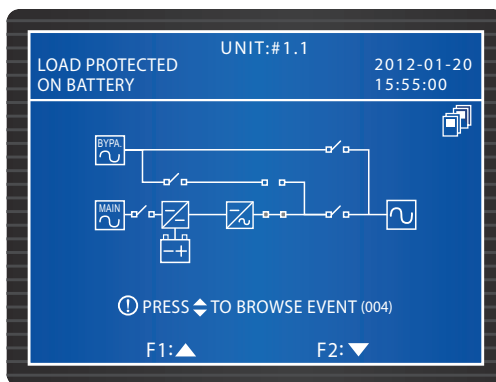 UNIT:#1.1
LOAD PROTECTED
ON BATTERY
2012-01-20
15:55:00
BYPA.
MAIN
PRESS TO BROWSE EVENT (004)
F1:
F2: